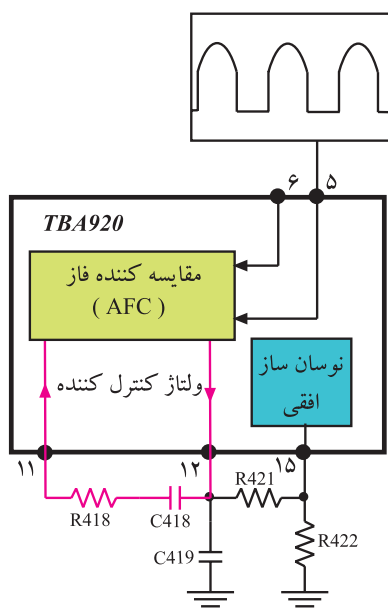 ۶ ۵
TBA920
مقایسه کننده فاز
( AFC )
نوسان ساز
افقی
ولتاژ کنترل کننده
۱۱ ۱۲ ۱۵
R421
R418
C418
R422
C419